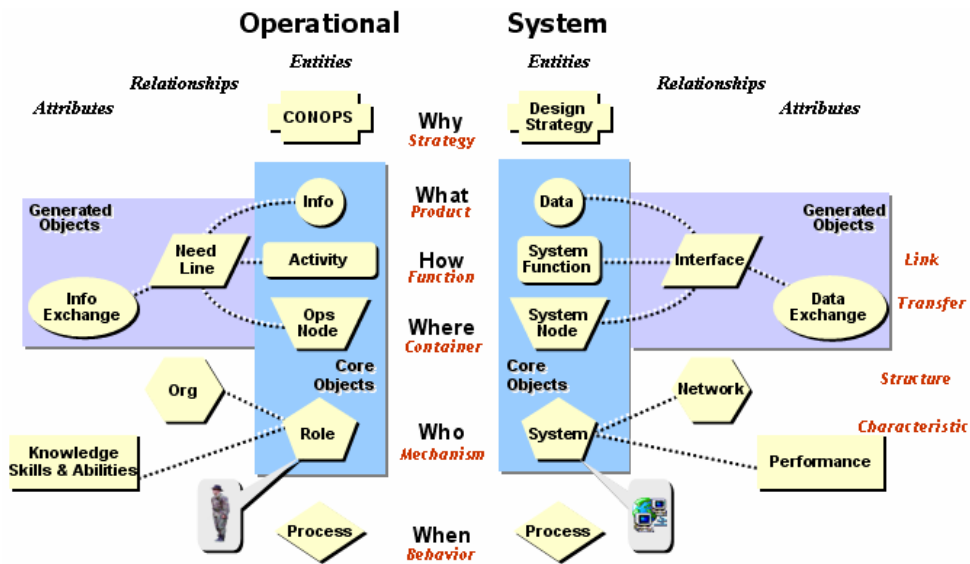 Operational
System
Entities
Entities
Relationships
Relationships
Attributes
Attributes
CONOPS
Why
Strategy
Design
Strategy
Generated
Objects
Info
What
Product
Data
Generated
Objects
Need
Line
Activity
How
Function
System
Function
Interface
Link
Info
Exchange
Ops
Node
Where
Container
System
Node
Data
Exchange
Transfer
Core
Objects
Core
Objects
Org
Network
Structure
Role
Who
Mechanism
System
Characteristic
Knowledge
Skills & Abilities
Performance
Process
When
Behavior
Process